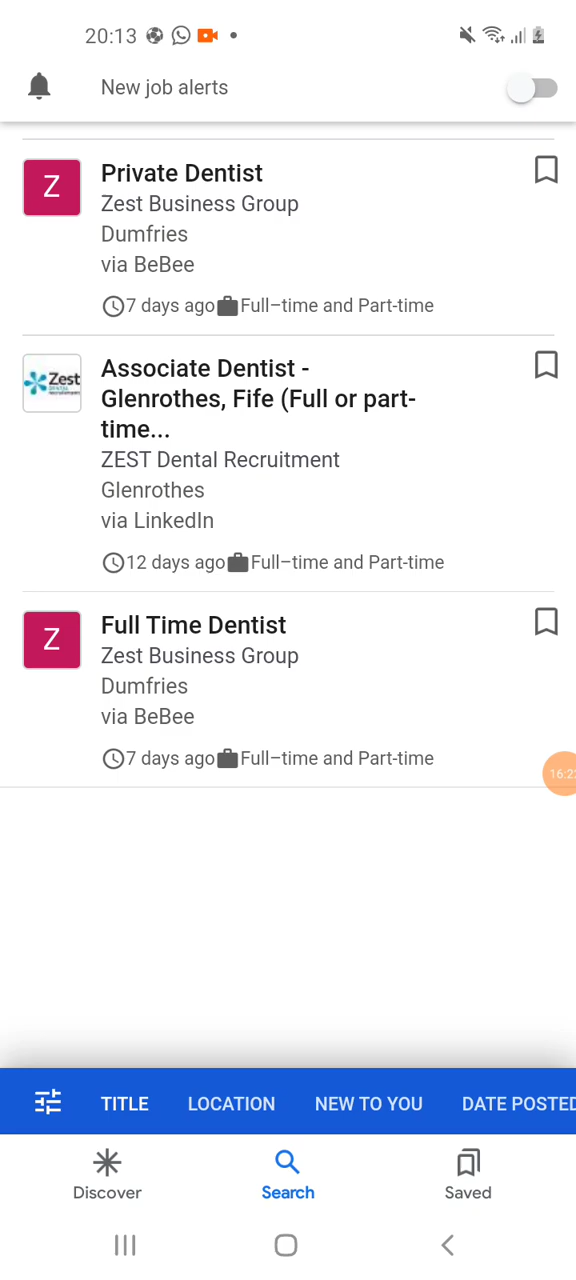 20:13
New job alerts
Z
Private Dentist
Zest Business Group
Dumfries
via BeBee
7 days ago Full–time and Part-time
Zest
DENTAL
Associate Dentist -
Glenrothes, Fife (Full or part-
time...
ZEST Dental Recruitment
Glenrothes
via LinkedIn
12 days ago Full–time and Part-time
Z
Full Time Dentist
Zest Business Group
Dumfries
via BeBee
7 days ago Full–time and Part-time
TITLE LOCATION NEW TO YOU DATE POSTED
Discover Search Saved